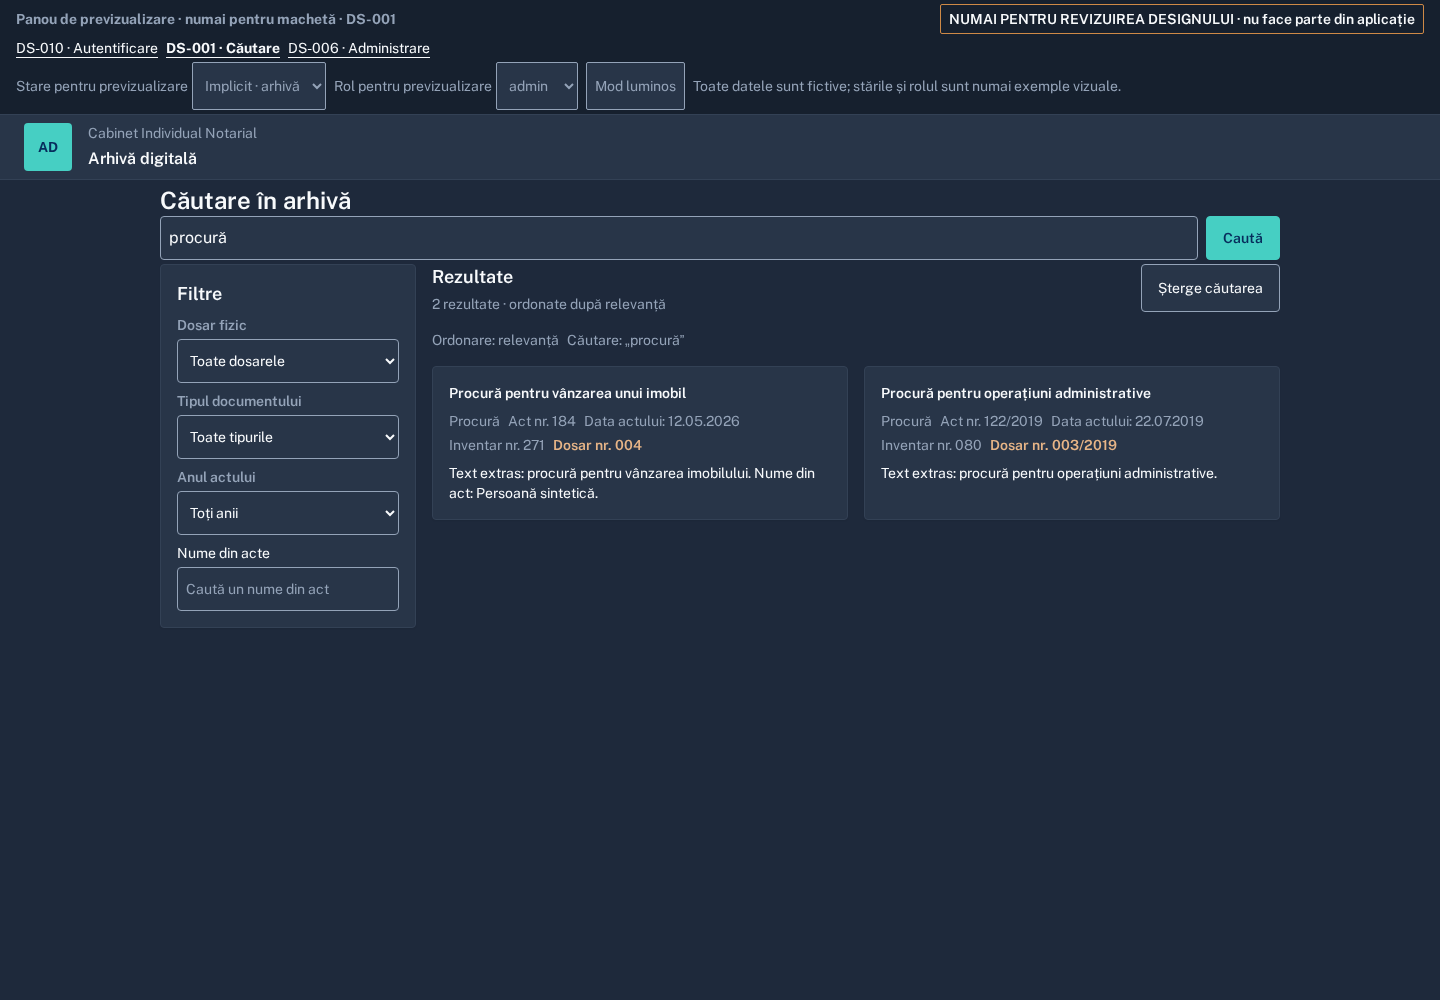 Panou de previzualizare · numai pentru machetă · DS-001
NUMAI PENTRU REVIZUIREA DESIGNULUI · nu face parte din aplicație
DS-010 · Autentificare DS-001 · Căutare DS-006 · Administrare
Stare pentru previzualizare Implicit · arhivă Rol pentru previzualizare admin Mod luminos Toate datele sunt fictive; stările și rolul sunt numai exemple vizuale.
AD
Cabinet Individual Notarial
Arhivă digitală
Căutare în arhivă
procură
Caută
Filtre
Dosar fizic
Toate dosarele
Tipul documentului
Toate tipurile
Anul actului
Toți anii
Nume din acte
Caută un nume din act
Rezultate
2 rezultate · ordonate după relevanță
Șterge căutarea
Ordonare: relevanță Căutare: „procură”
Procură pentru vânzarea unui imobil
Procură Act nr. 184 Data actului: 12.05.2026
Inventar nr. 271 Dosar nr. 004
Text extras: procură pentru vânzarea imobilului. Nume din
act: Persoană sintetică.
Procură pentru operațiuni administrative
Procură Act nr. 122/2019 Data actului: 22.07.2019
Inventar nr. 080 Dosar nr. 003/2019
Text extras: procură pentru operațiuni administrative.